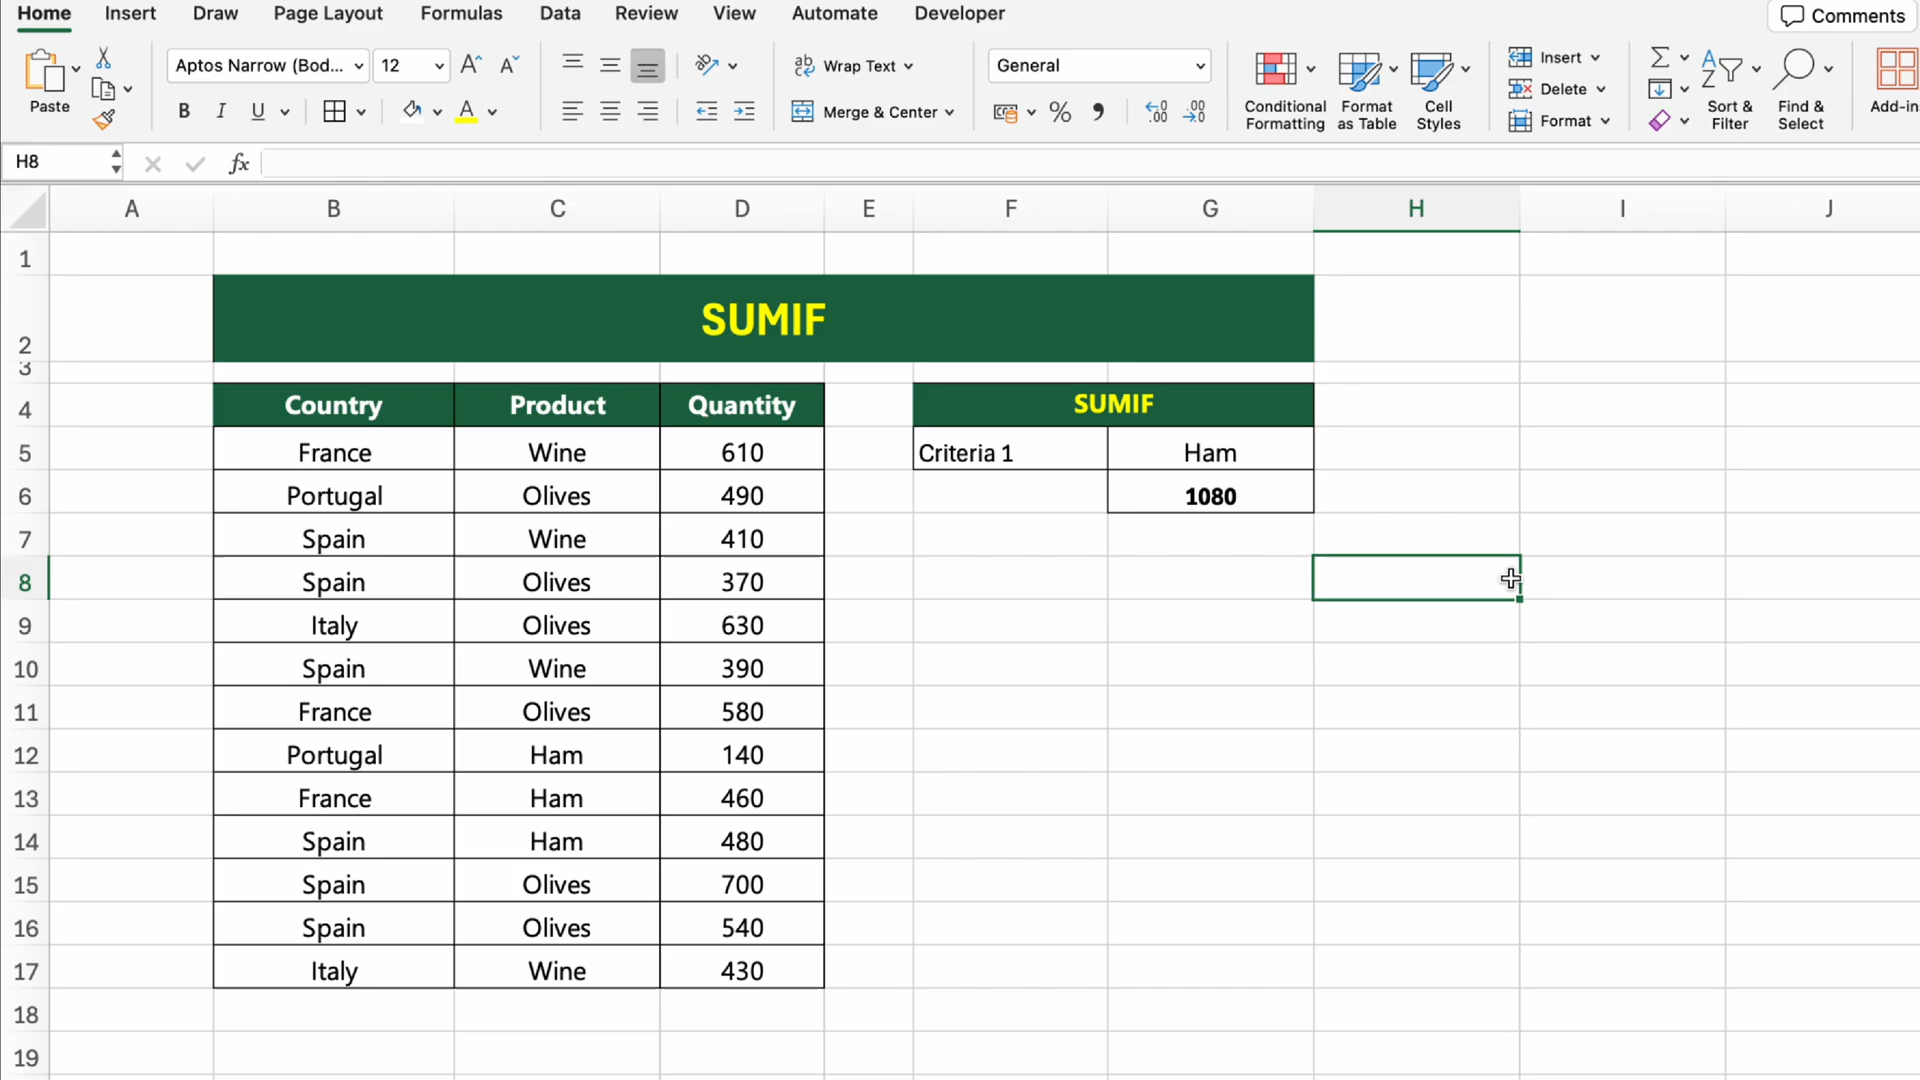 Home Insert Draw Page Layout Formulas Data Review View Automate Developer Comments
Aptos Narrow (Bod... 12 Wrap Text General Insert
Delete
Paste Conditional Formatting Format as Table Cell Styles Sort & Filter Find & Select Add-in
B I U A Merge & Center % Format
H8 fx
A B C D E F G H I J
1
2 SUMIF
3
4 Country Product Quantity SUMIF
5 France Wine 610 Criteria 1 Ham
6 Portugal Olives 490 1080
7 Spain Wine 410
8 Spain Olives 370
9 Italy Olives 630
10 Spain Wine 390
11 France Olives 580
12 Portugal Ham 140
13 France Ham 460
14 Spain Ham 480
15 Spain Olives 700
16 Spain Olives 540
17 Italy Wine 430
18
19